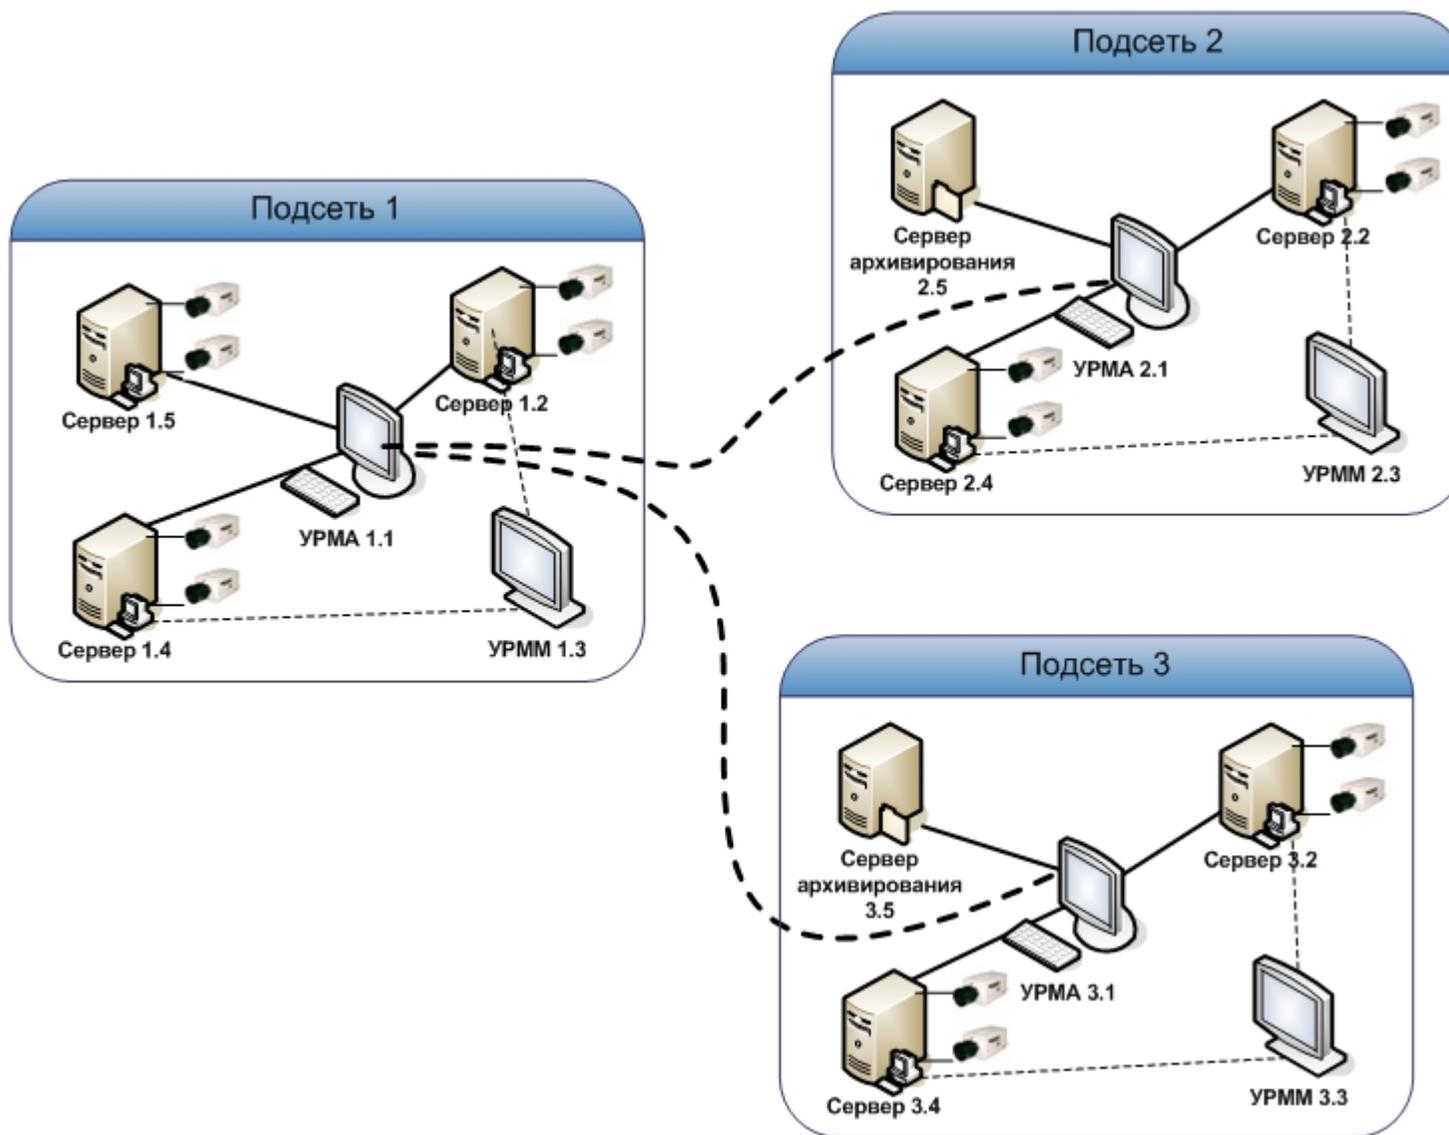 Подсеть 1
Сервер 1.5
Сервер 1.2
УРМА 1.1
Сервер 1.4
УРММ 1.3
Подсеть 2
Сервер
архивирования
2.5
Сервер 2.2
УРМА 2.1
Сервер 2.4
УРММ 2.3
Подсеть 3
Сервер
архивирования
3.5
Сервер 3.2
УРМА 3.1
Сервер 3.4
УРММ 3.3